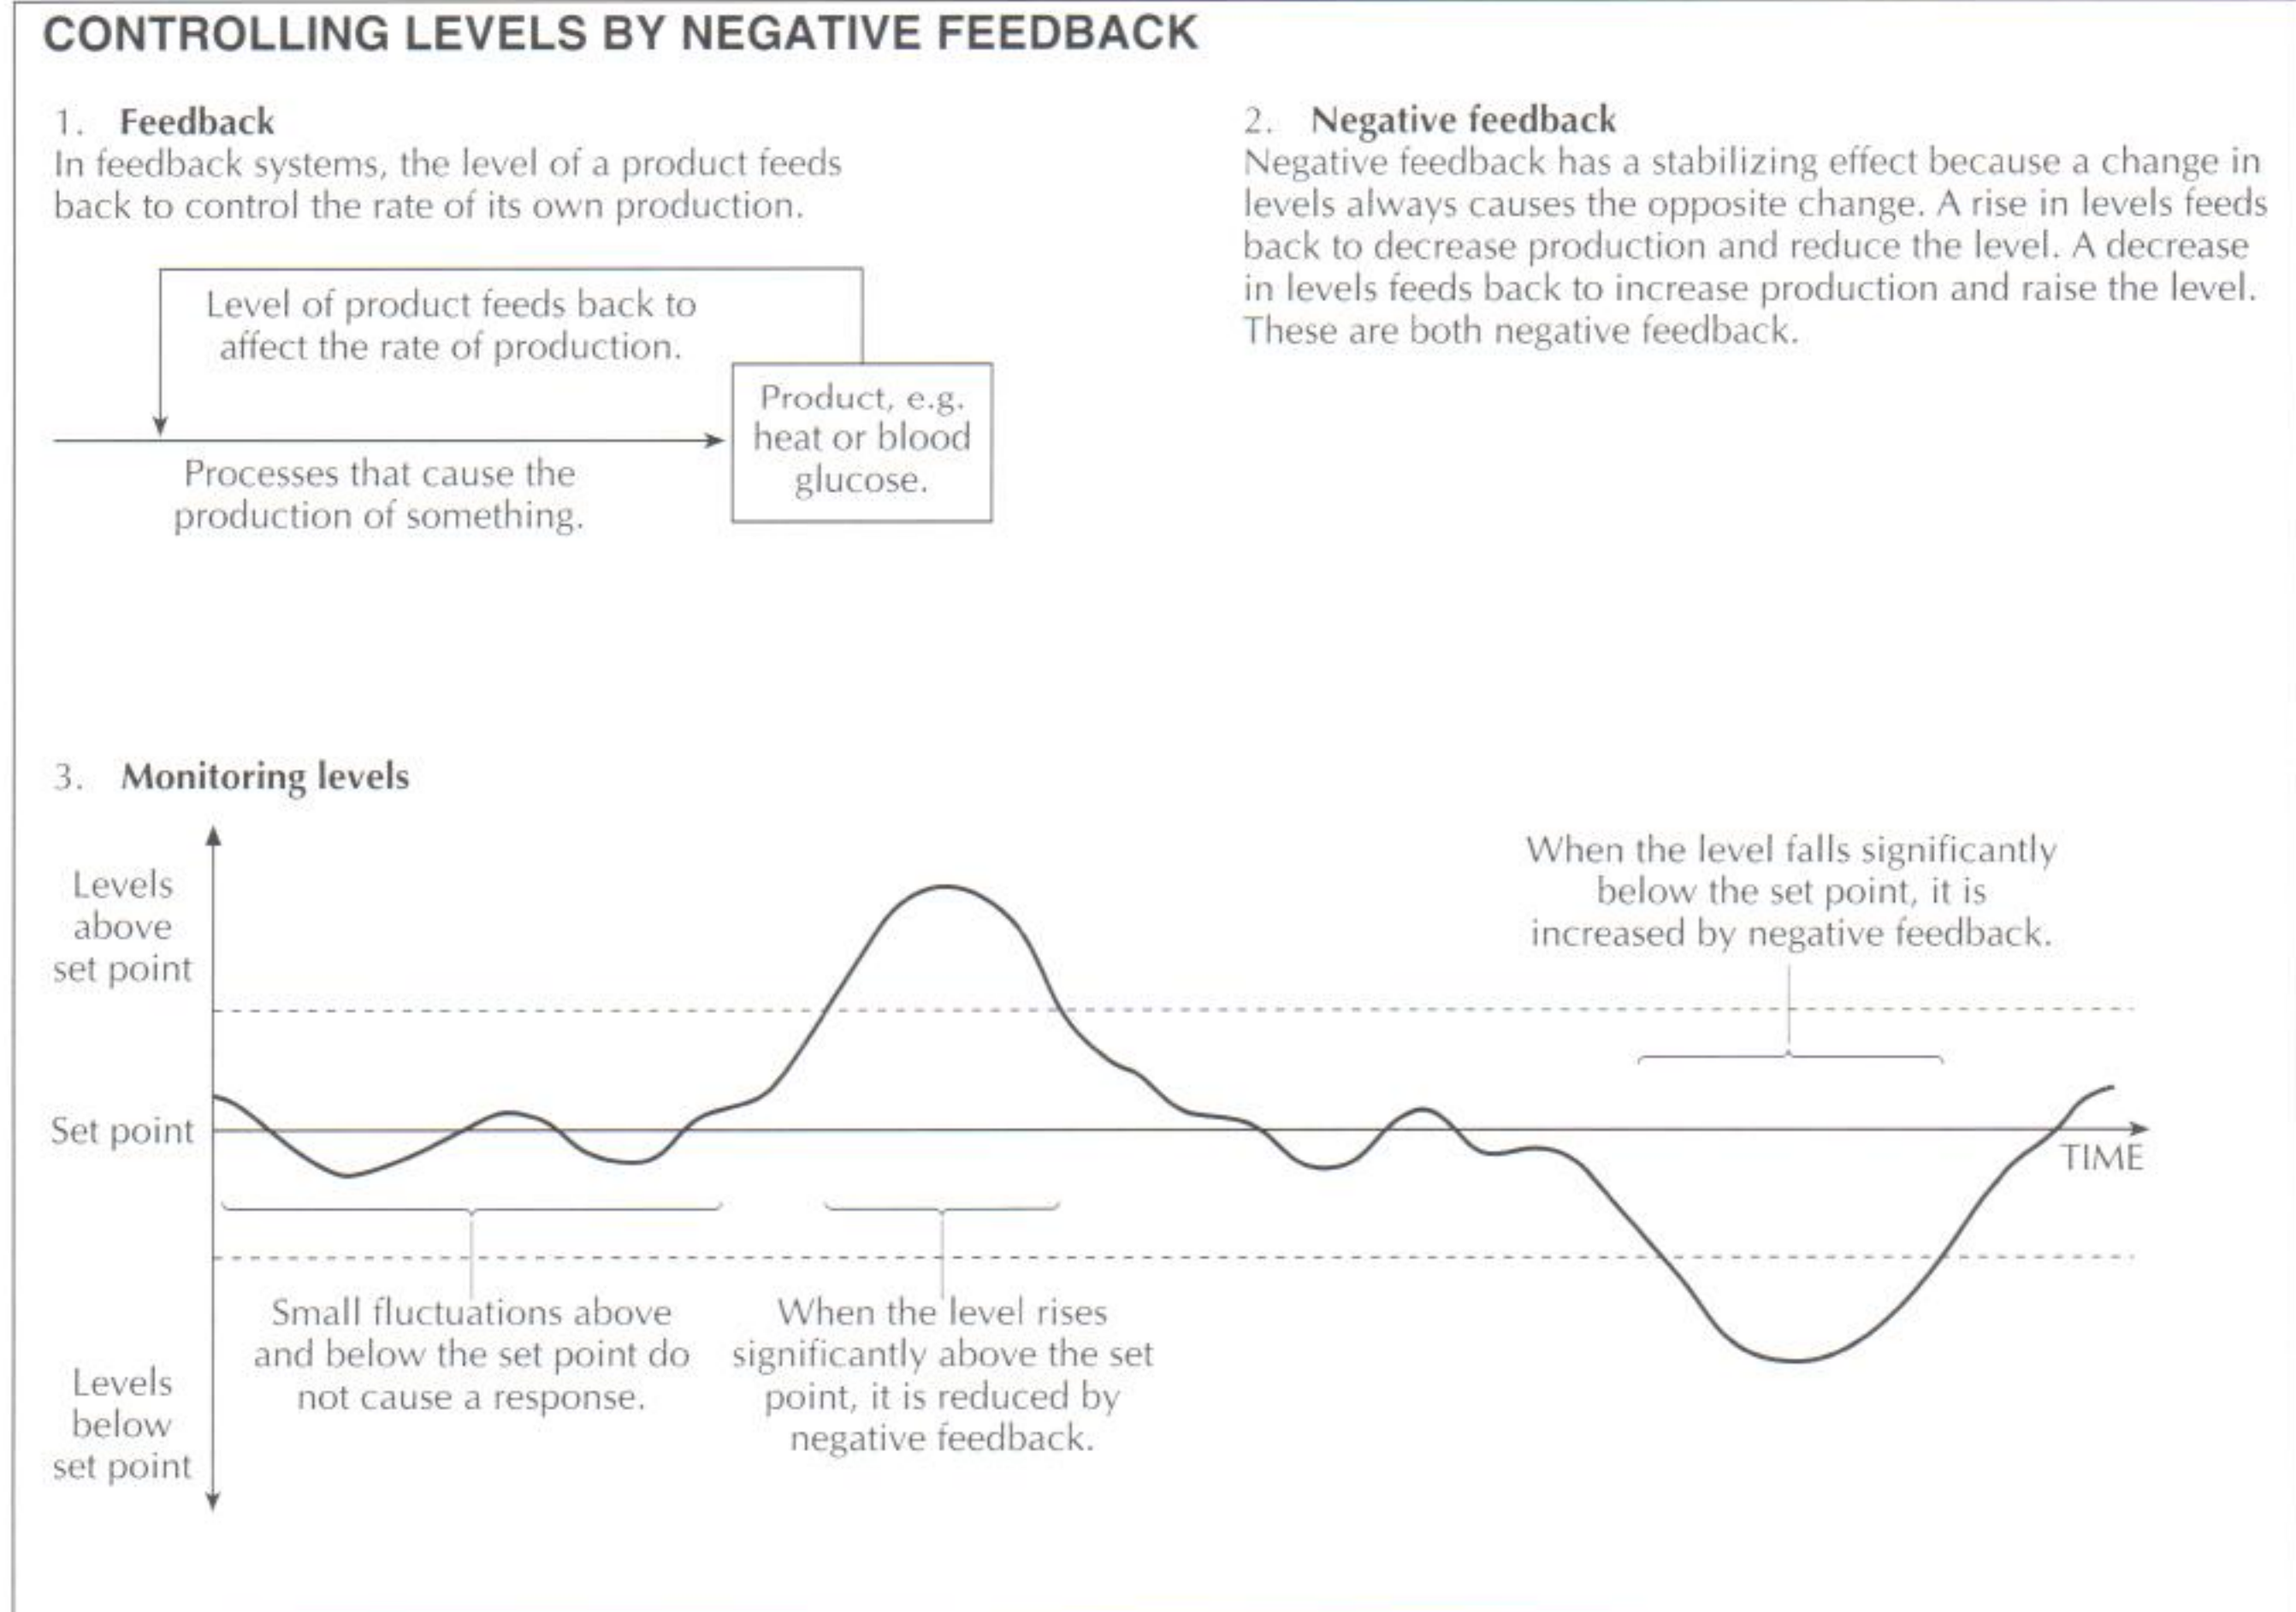 CONTROLLING LEVELS BY NEGATIVE FEEDBACK
1. Feedback
In feedback systems, the level of a product feeds
back to control the rate of its own production.
Level of product feeds back to
affect the rate of production.
Product, e.g.
heat or blood
glucose.
Processes that cause the
production of something.
2. Negative feedback
Negative feedback has a stabilizing effect because a change in
levels always causes the opposite change. A rise in levels feeds
back to decrease production and reduce the level. A decrease
in levels feeds back to increase production and raise the level.
These are both negative feedback.
3. Monitoring levels
Levels
above
set point
Set point
Levels
below
set point
When the level falls significantly
below the set point, it is
increased by negative feedback.
TIME
Small fluctuations above
and below the set point do
not cause a response.
When the level rises
significantly above the set
point, it is reduced by
negative feedback.